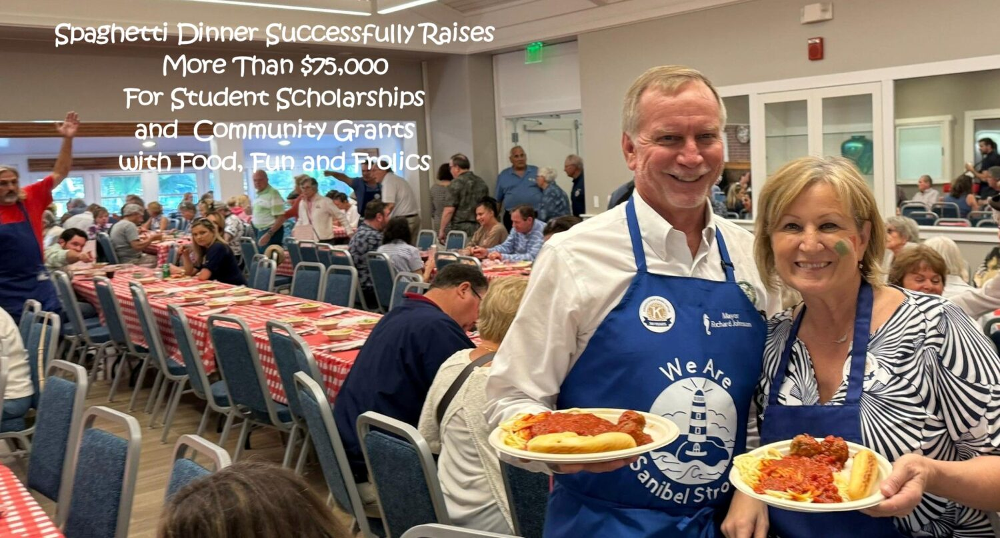 Spaghetti Dinner Successfully Raises
More Than $75,000
For Student Scholarships
and Community Grants
with Food, Fun and Frolics
K
Mayor
Richard Johnson
We Are
Sanibel Stro